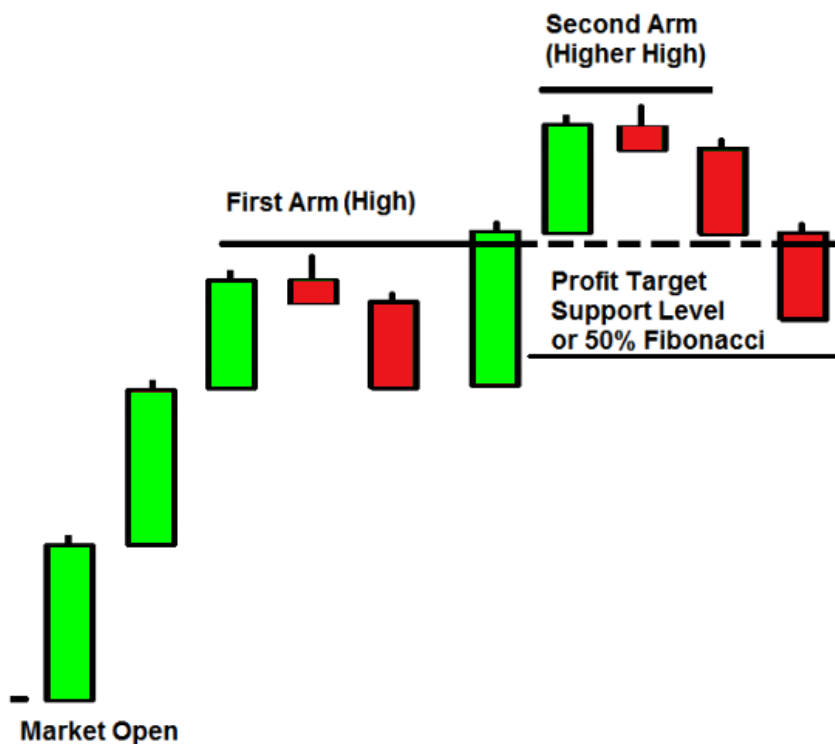 Second Arm
(Higher High)
First Arm (High)
Profit Target
Support Level
or 50% Fibonacci
Market Open